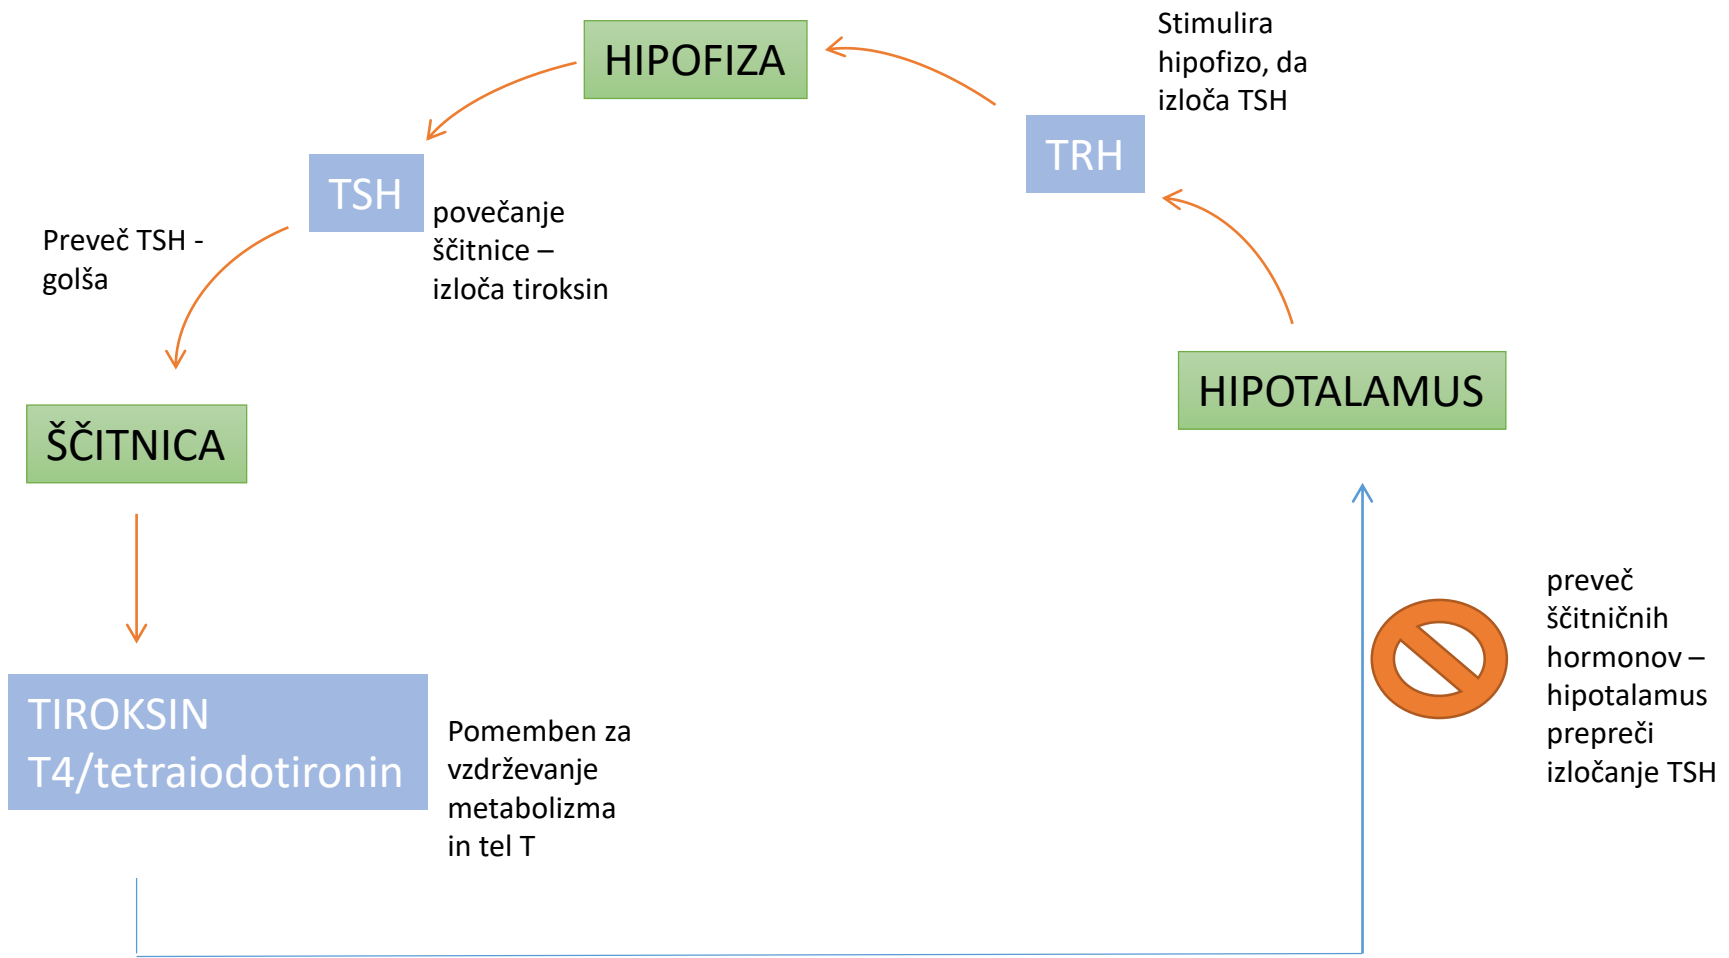 Stimulira
hipofizo, da
izloča TSH
HIPOFIZA
TRH
TSH
povečanje
ščitnice –
izloča tiroksin
Preveč TSH -
golša
HIPOTALAMUS
ŠČITNICA
preveč
ščitničnih
hormonov –
hipotalamus
prepreči
izločanje TSH
TIROKSIN
T4/tetraiodotironin
Pomemben za
vzdrževanje
metabolizma
in tel T